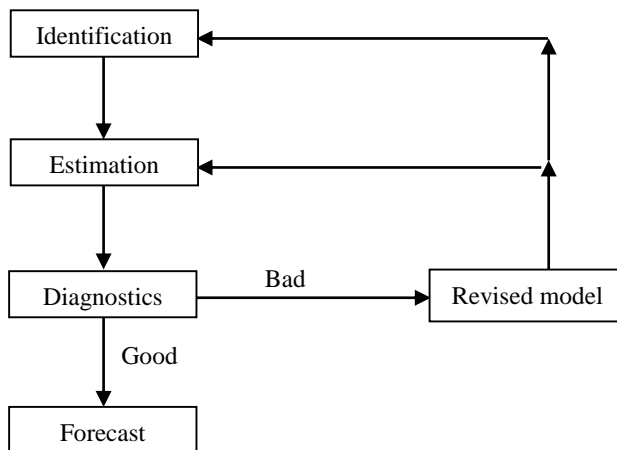 Identification
Estimation
Bad
Diagnostics
Revised model
Good
Forecast